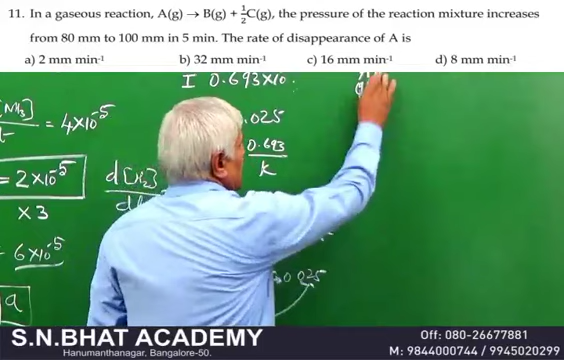 11. In a gaseous reaction, A(g) → B(g) + ½C(g), the pressure of the reaction mixture increases
from 80 mm to 100 mm in 5 min. The rate of disappearance of A is
a) 2 mm min⁻¹ b) 32 mm min⁻¹ c) 16 mm min⁻¹ d) 8 mm min⁻¹
I 0.693×10
= 4×10⁻⁵
.025
0.693
k
= 2×10⁻⁵
×3
6×10⁻⁵
0.025
S.N.BHAT ACADEMY
Hanumanthanagar, Bangalore-50.
Off: 080-26677881
M: 9844000744 / 9945020299